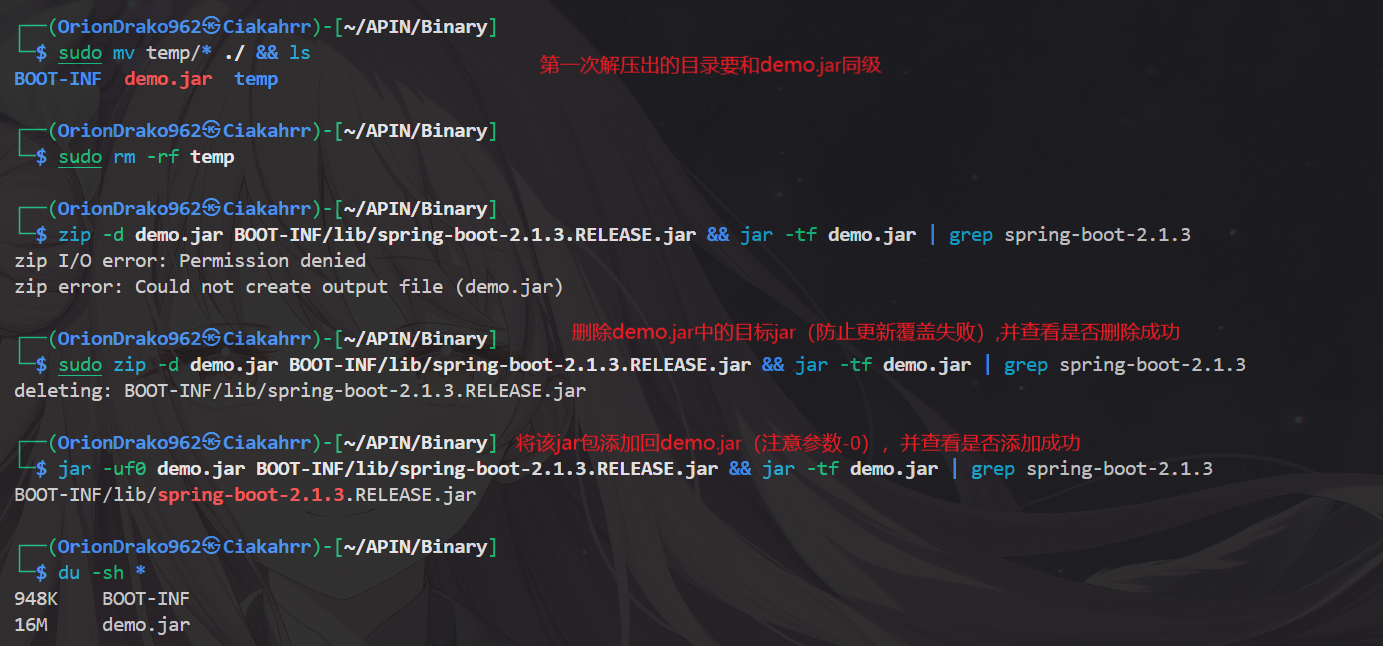 ┌──(OrionDrako962㉿Ciakahrr)-[~/APIN/Binary]
└─$ sudo mv temp/* ./ && ls
第一次解压出的目录要和demo.jar同级
BOOT-INF  demo.jar  temp
┌──(OrionDrako962㉿Ciakahrr)-[~/APIN/Binary]
└─$ sudo rm -rf temp
┌──(OrionDrako962㉿Ciakahrr)-[~/APIN/Binary]
└─$ zip -d demo.jar BOOT-INF/lib/spring-boot-2.1.3.RELEASE.jar && jar -tf demo.jar | grep spring-boot-2.1.3
zip I/O error: Permission denied
zip error: Could not create output file (demo.jar)
┌──(OrionDrako962㉿Ciakahrr)-[~/APIN/Binary] 删除demo.jar中的目标jar（防止更新覆盖失败）,并查看是否删除成功
└─$ sudo zip -d demo.jar BOOT-INF/lib/spring-boot-2.1.3.RELEASE.jar && jar -tf demo.jar | grep spring-boot-2.1.3
deleting: BOOT-INF/lib/spring-boot-2.1.3.RELEASE.jar
┌──(OrionDrako962㉿Ciakahrr)-[~/APIN/Binary] 将该jar包添加回demo.jar（注意参数-0），并查看是否添加成功
└─$ jar -uf0 demo.jar BOOT-INF/lib/spring-boot-2.1.3.RELEASE.jar && jar -tf demo.jar | grep spring-boot-2.1.3
BOOT-INF/lib/spring-boot-2.1.3.RELEASE.jar
┌──(OrionDrako962㉿Ciakahrr)-[~/APIN/Binary]
└─$ du -sh *
948K    BOOT-INF
16M     demo.jar